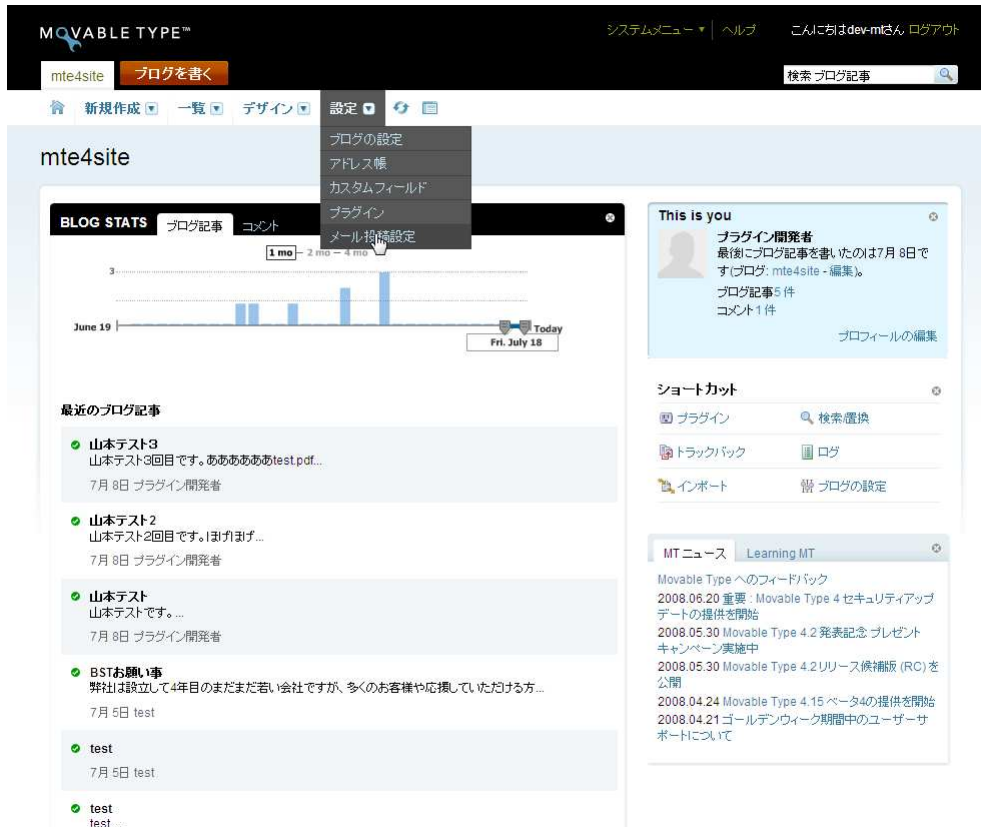 MOVABLE TYPE™
システムメニュー ▼ | ヘルプ こんにちはdev-mtさん ログアウト
mte4site ブログを書く
検索 ブログ記事
新規作成 一覧 デザイン 設定
ブログの設定
アドレス帳
カスタムフィールド
プラグイン
メール投稿設定
mte4site
BLOG STATS ブログ記事 コメント
1 mo – 2 mo – 4 mo
3
June 19
Today
Fri. July 18
最近のブログ記事
山本テスト3
山本テスト3回目です。ああああああtest.pdf...
7月 8日 プラグイン開発者
山本テスト2
山本テスト2回目です。ほげほげ...
7月 8日 プラグイン開発者
山本テスト
山本テストです。...
7月 8日 プラグイン開発者
BSTお願い事
弊社は設立して4年目のまだまだ若い会社ですが、多くのお客様や応援していただける方...
7月 5日 test
test
7月 5日 test
test
test...
This is you
プラグイン開発者
最後にブログ記事を書いたのは7月 8日で
す(ブログ: mte4site - 編集)。
ブログ記事5 件
コメント1 件
プロフィールの編集
ショートカット
プラグイン 検索/置換
トラックバック ログ
インポート ブログの設定
MT ニュース Learning MT
Movable Type へのフィードバック
2008.06.20 重要 : Movable Type 4 セキュリティアップ
デートの提供を開始
2008.05.30 Movable Type 4.2 発表記念 プレゼント
キャンペーン実施中
2008.05.30 Movable Type 4.2 リリース候補版 (RC) を
公開
2008.04.24 Movable Type 4.15 ベータ4の提供を開始
2008.04.21 ゴールデンウィーク期間中のユーザーサ
ポートについて